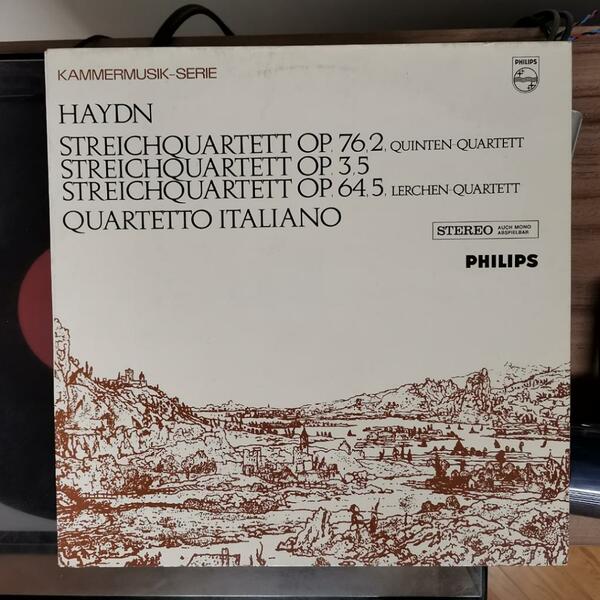 KAMMERMUSIK-SERIE
PHILIPS
HAYDN
STREICHQUARTETT OP. 76,2, QUINTEN-QUARTETT
STREICHQUARTETT OP. 3,5
STREICHQUARTETT OP. 64,5, LERCHEN-QUARTETT
QUARTETTO ITALIANO
STEREO AUCH MONO
ABSPIELBAR
PHILIPS